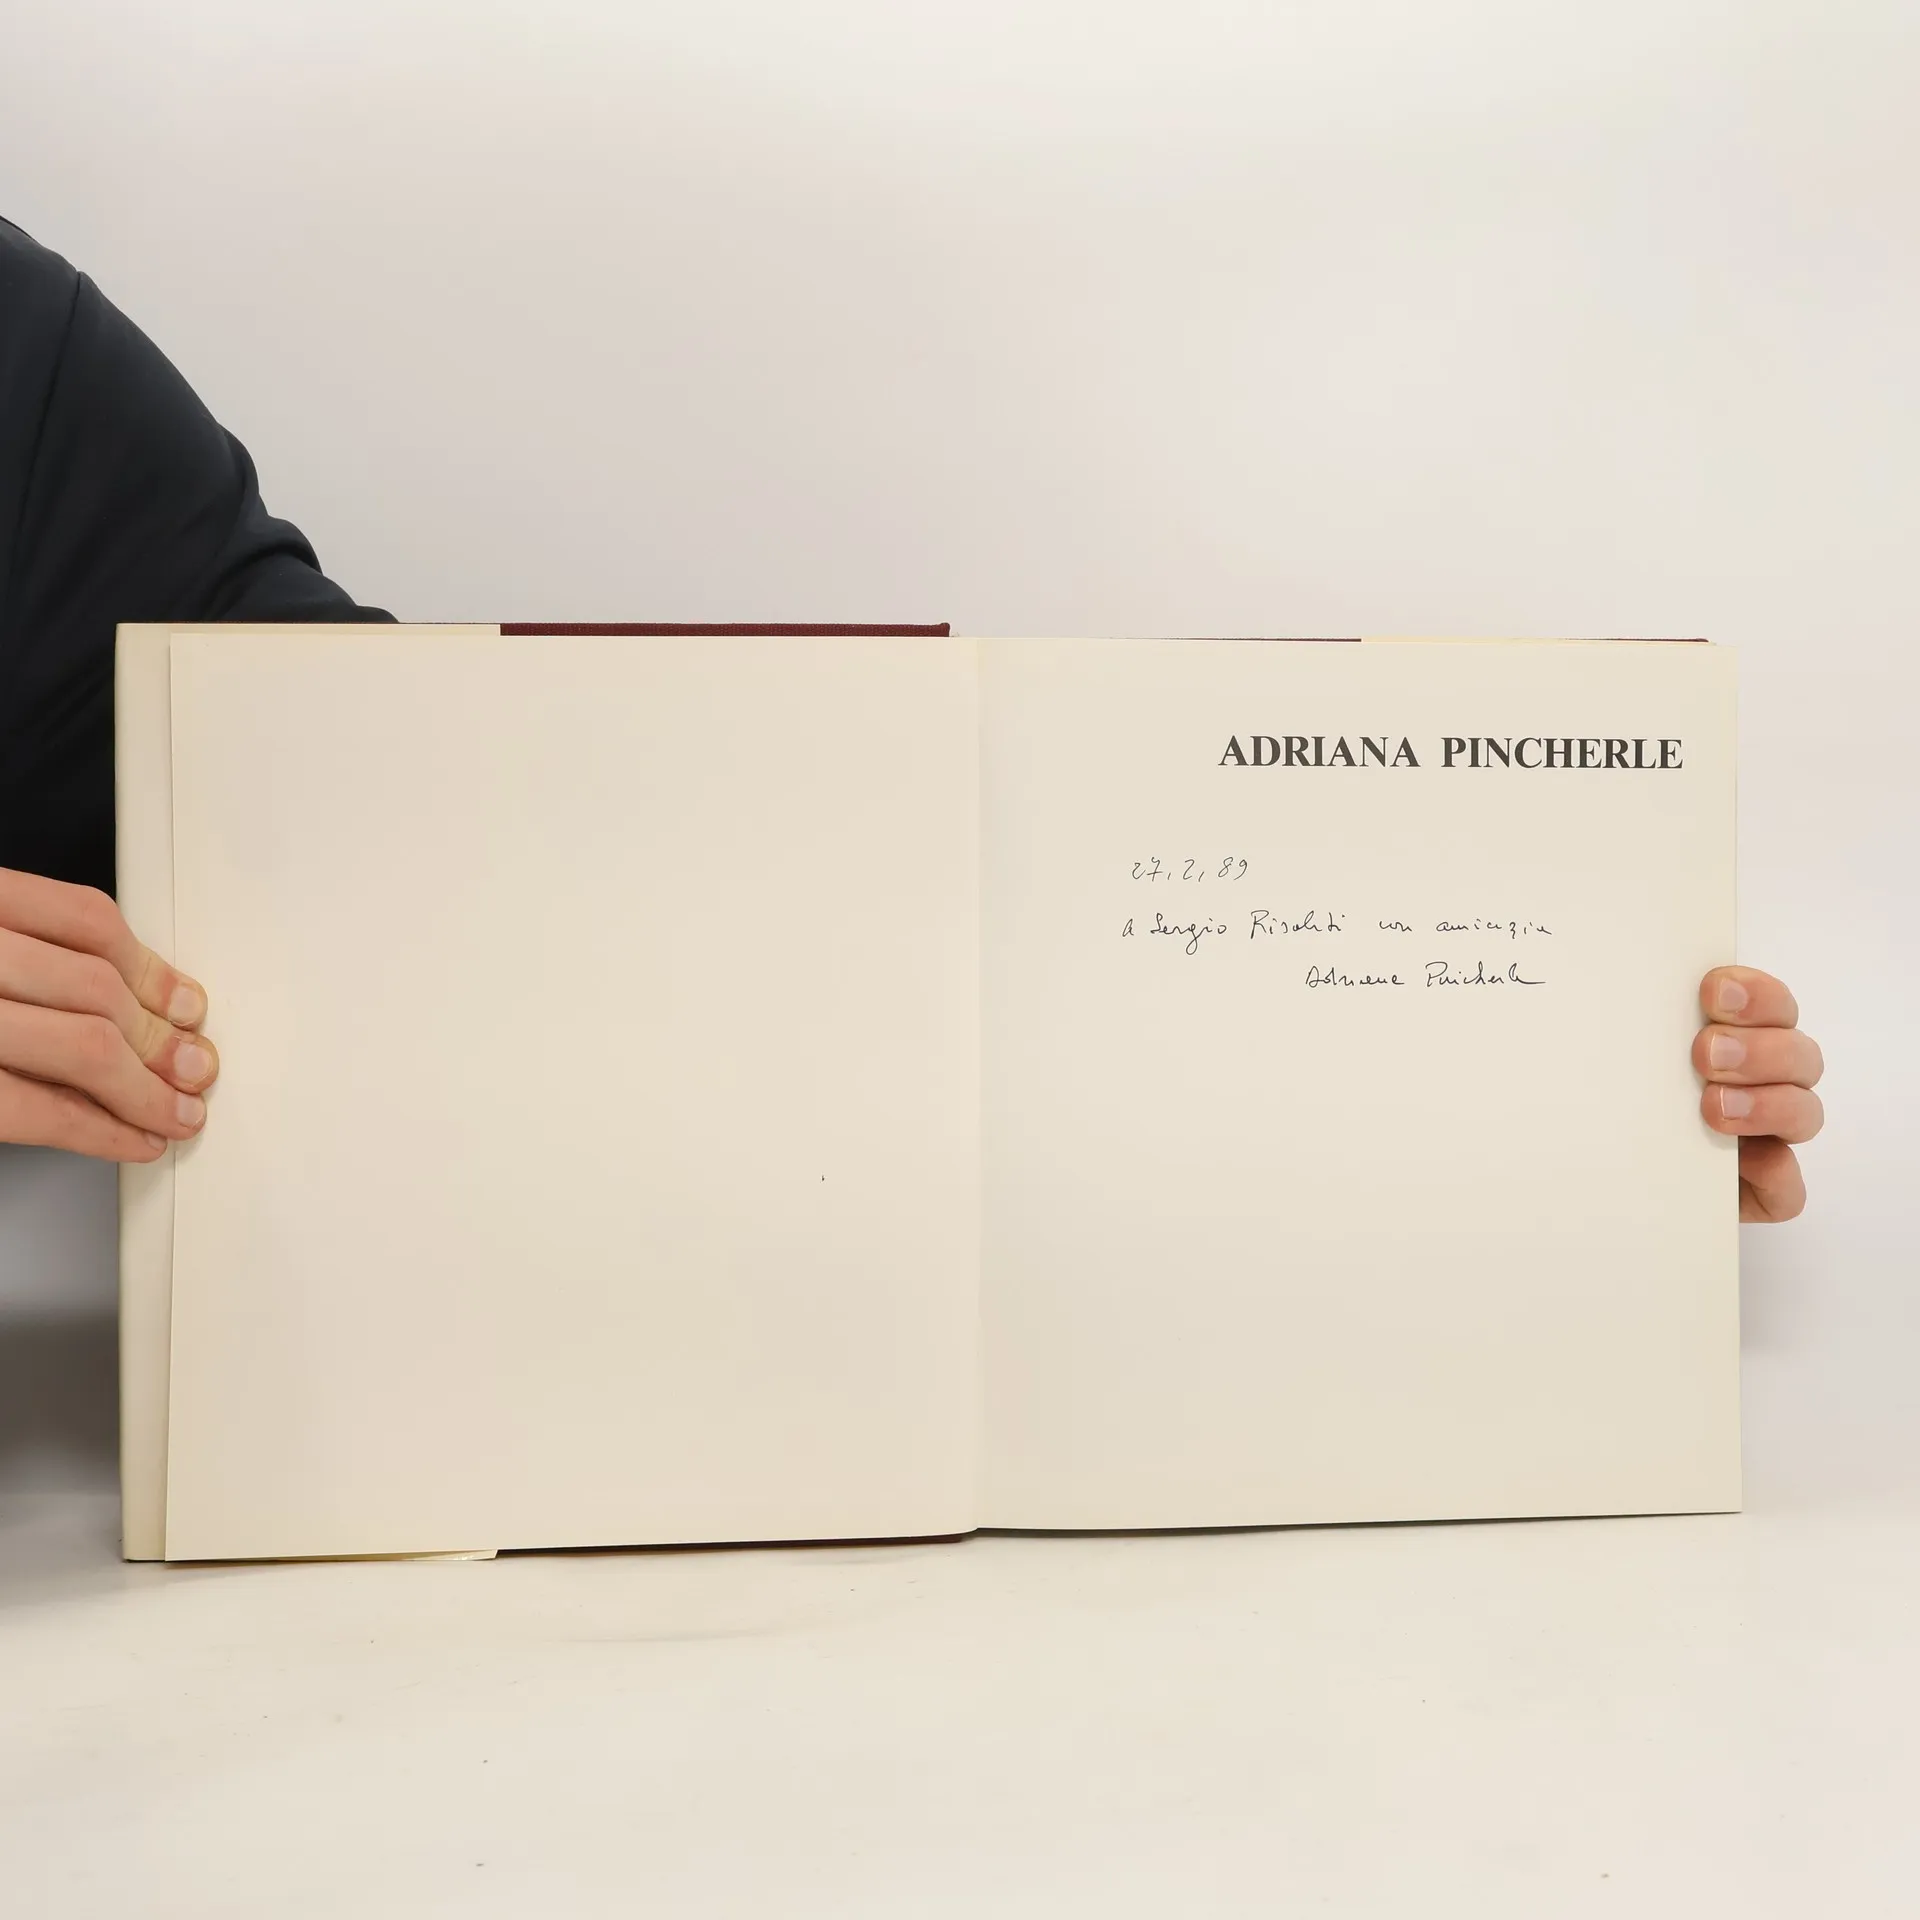 ADRIANA PINCHERLE
27.2.89
a Sergio Risaliti con amicizia
Adriana Pincherle